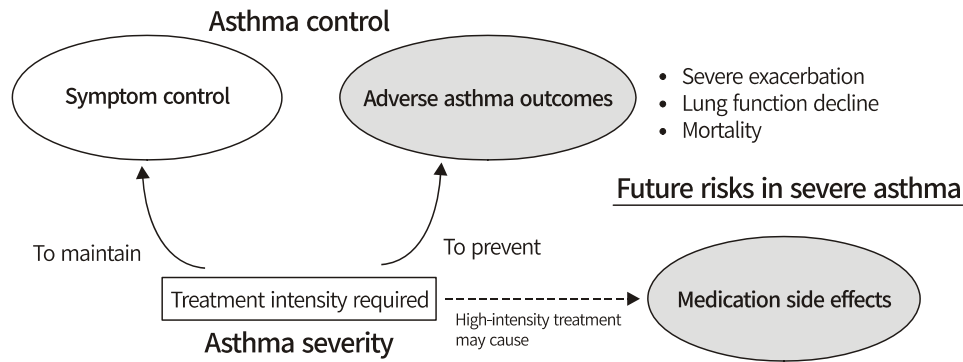 Asthma control
Symptom control
Adverse asthma outcomes
• Severe exacerbation
• Lung function decline
• Mortality
Future risks in severe asthma
To maintain
To prevent
Treatment intensity required
High-intensity treatment
may cause
Medication side effects
Asthma severity